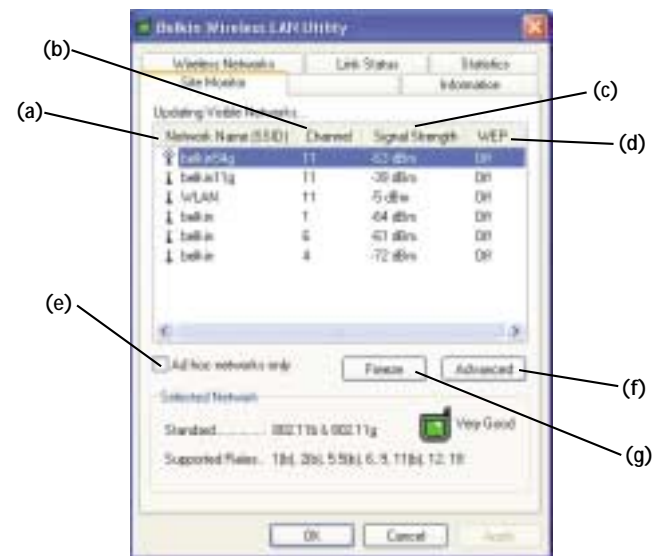 Belkin Wireless LAN Utility
(b)
Wireless Networks Link Status Statistics
Site Monitor Information
(c)
Updating Visible Networks...
(a)
Network Name (SSID) Channel Signal Strength WEP
(d)
belkin54g 11 -63 dBm Off
belkin11g 11 -39 dBm Off
WLAN 11 Off
belkin 1 -64 dBm Off
belkin 6 -61 dBm Off
belkin 4 -72 dBm Off
(e)
Ad hoc networks only Freeze Advanced
(f)
Selected Network
Standard 802.11b & 802.11g Very Good
(g)
Supported Rates.. 1(b), 2(b), 5.5(b), 6, 9, 11(b), 12, 18
OK Cancel Apply